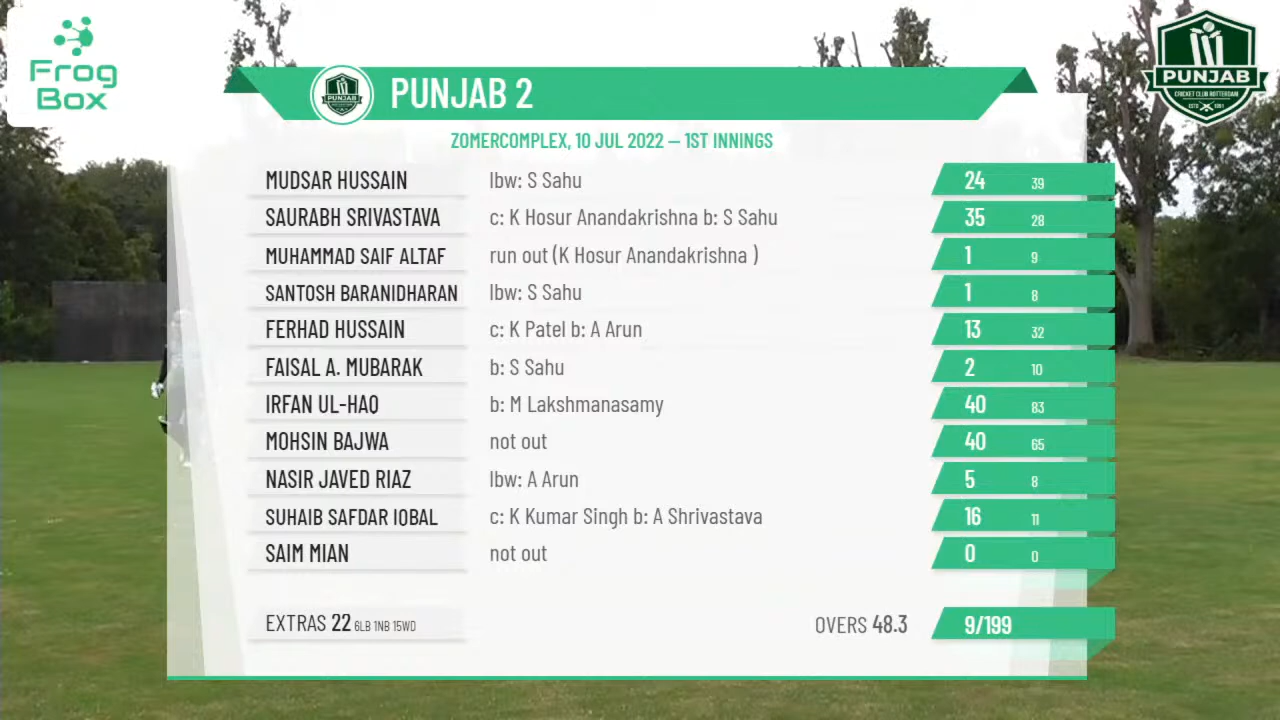 Frog
Box
PUNJAB 2
PUNJAB
CRICKET CLUB ROTTERDAM
ZOMERCOMPLEX, 10 JUL 2022 – 1ST INNINGS
MUDSAR HUSSAIN lbw: S Sahu 24 39
SAURABH SRIVASTAVA c: K Hosur Anandakrishna b: S Sahu 35 28
MUHAMMAD SAIF ALTAF run out (K Hosur Anandakrishna ) 1 9
SANTOSH BARANIDHARAN lbw: S Sahu 1 8
FERHAD HUSSAIN c: K Patel b: A Arun 13 32
FAISAL A. MUBARAK b: S Sahu 2 10
IRFAN UL-HAQ b: M Lakshmanasamy 40 83
MOHSIN BAJWA not out 40 65
NASIR JAVED RIAZ lbw: A Arun 5 8
SUHAIB SAFDAR IQBAL c: K Kumar Singh b: A Shrivastava 16 11
SAIM MIAN not out 0 0
EXTRAS 22 6LB 1NB 15WD OVERS 48.3 9/199